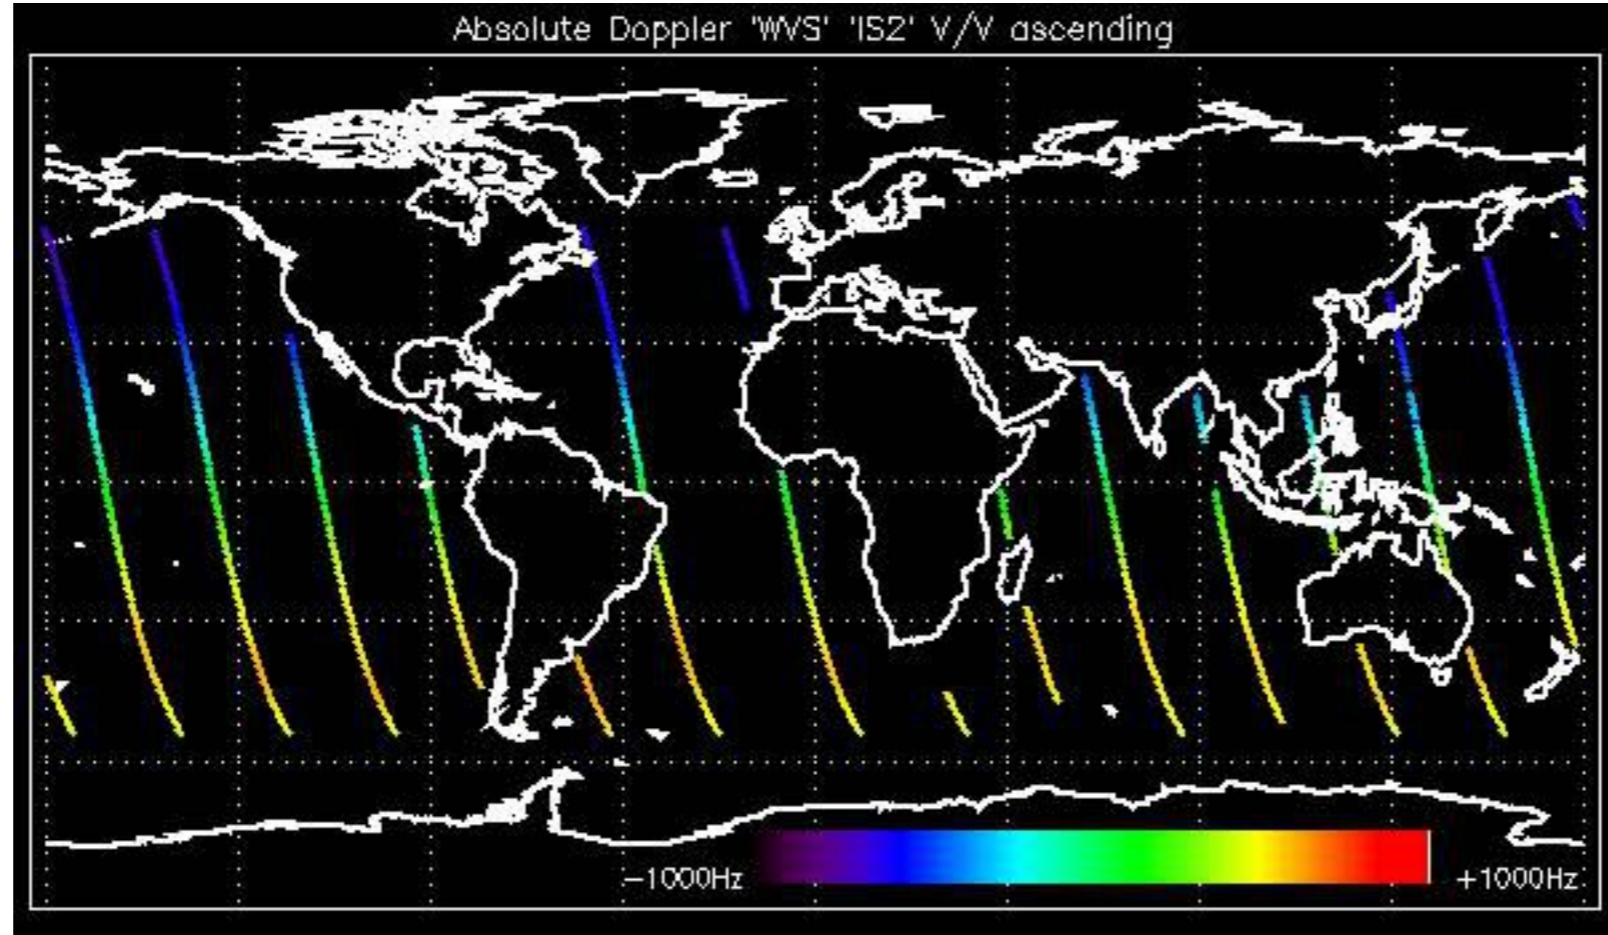 Absolute Doppler 'WVS' 'IS2' V/V ascending
-1000Hz +1000Hz